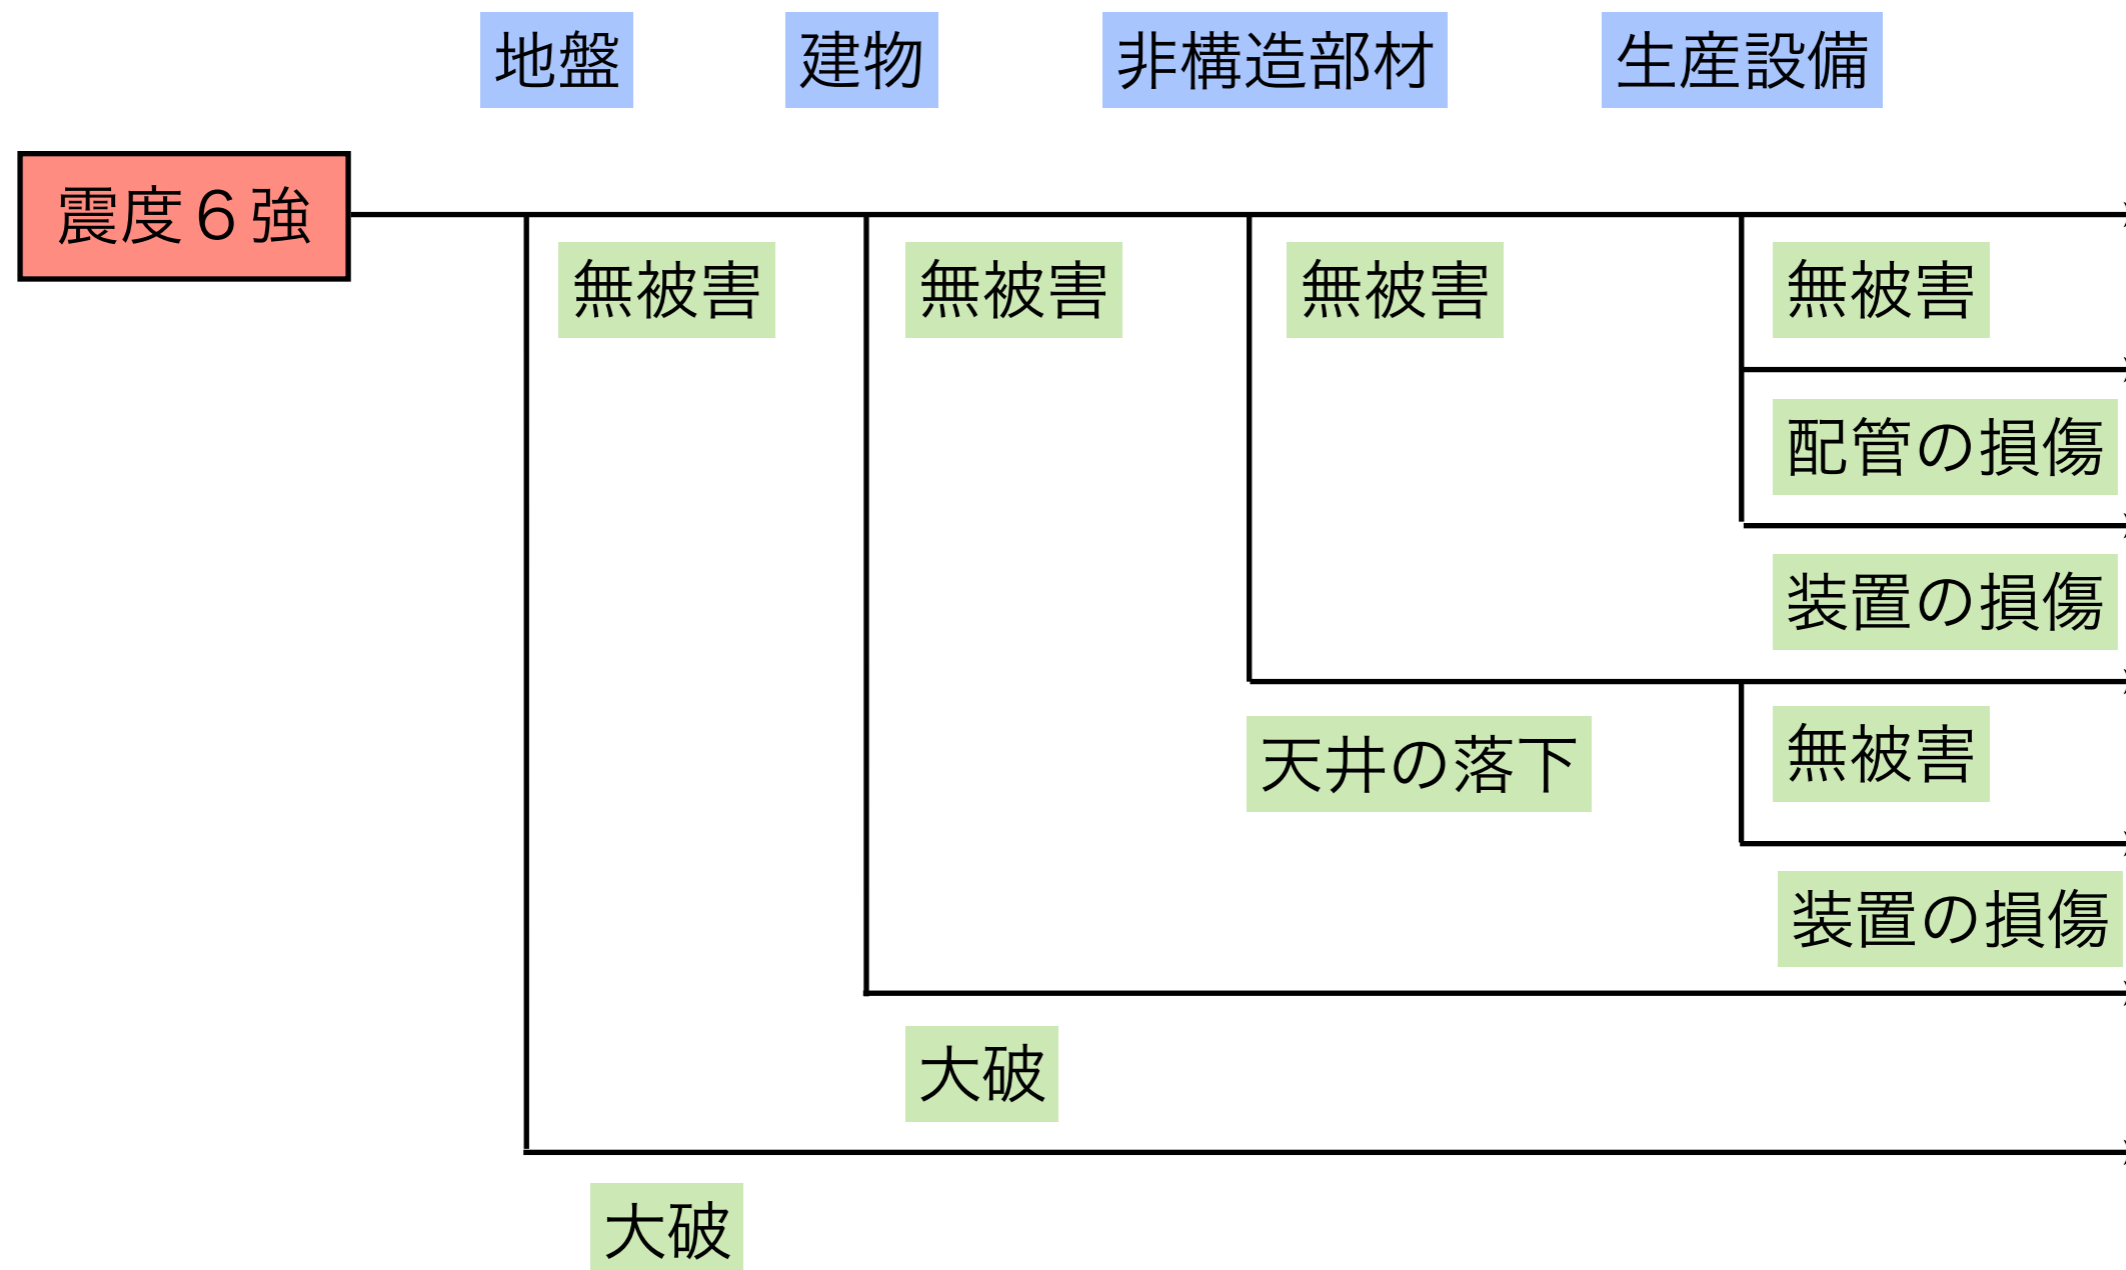 地盤
建物
非構造部材
生産設備
震度６強
無被害
無被害
無被害
無被害
配管の損傷
装置の損傷
天井の落下
無被害
装置の損傷
大破
大破